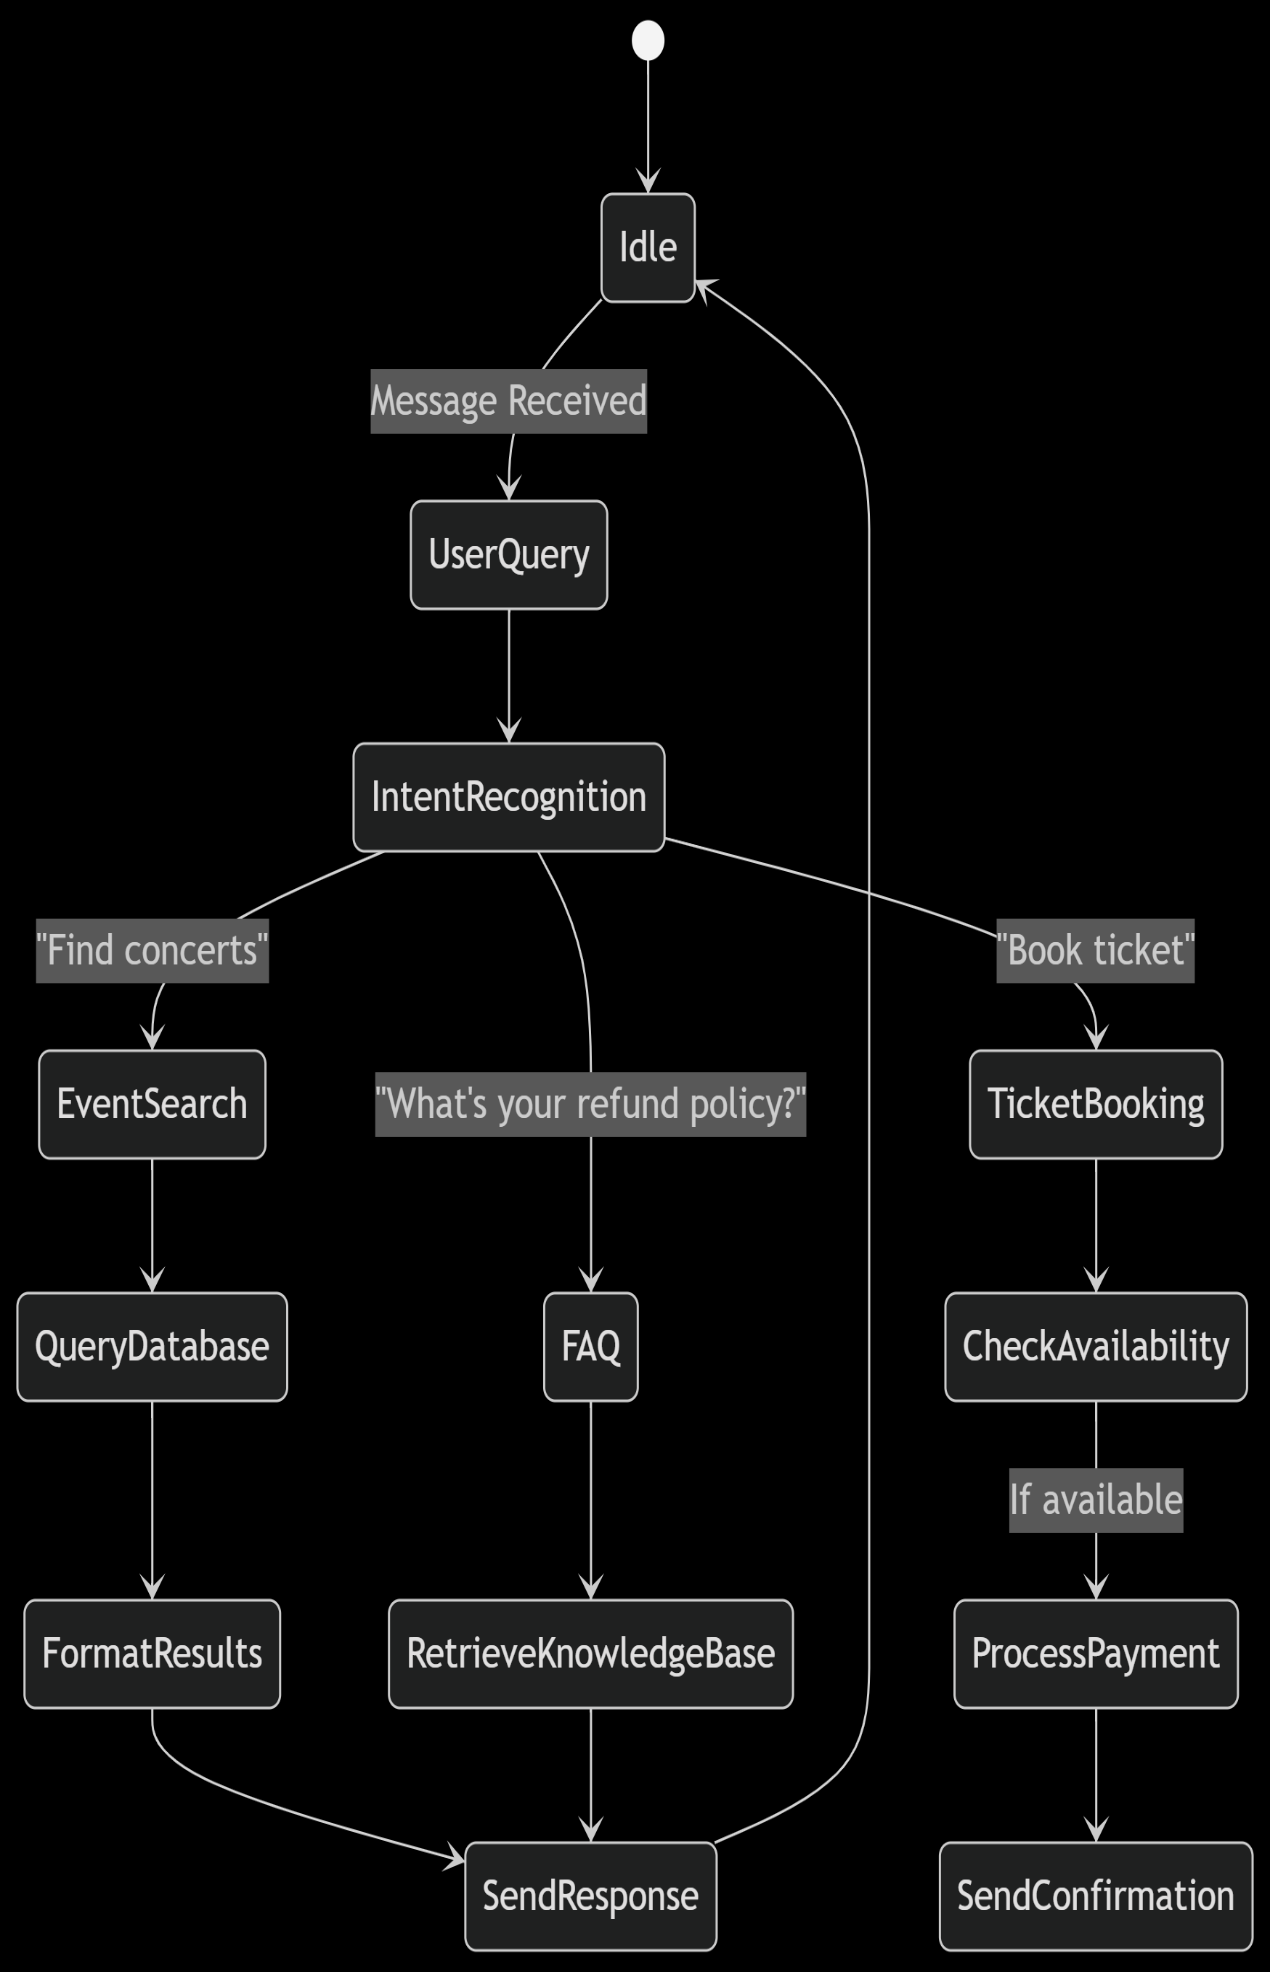 Idle
Message Received
UserQuery
IntentRecognition
"Find concerts"
"Book ticket"
EventSearch
"What's your refund policy?"
TicketBooking
QueryDatabase
FAQ
CheckAvailability
If available
FormatResults
RetrieveKnowledgeBase
ProcessPayment
SendResponse
SendConfirmation